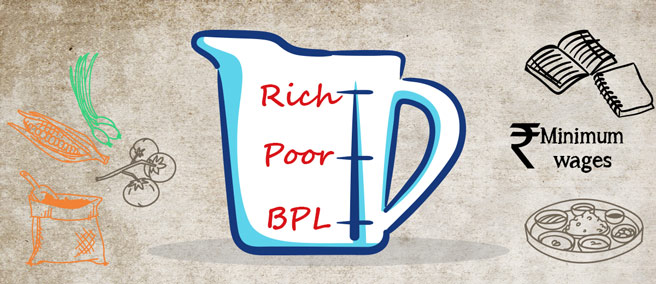 Rich
Poor
BPL
₹ Minimum
wages